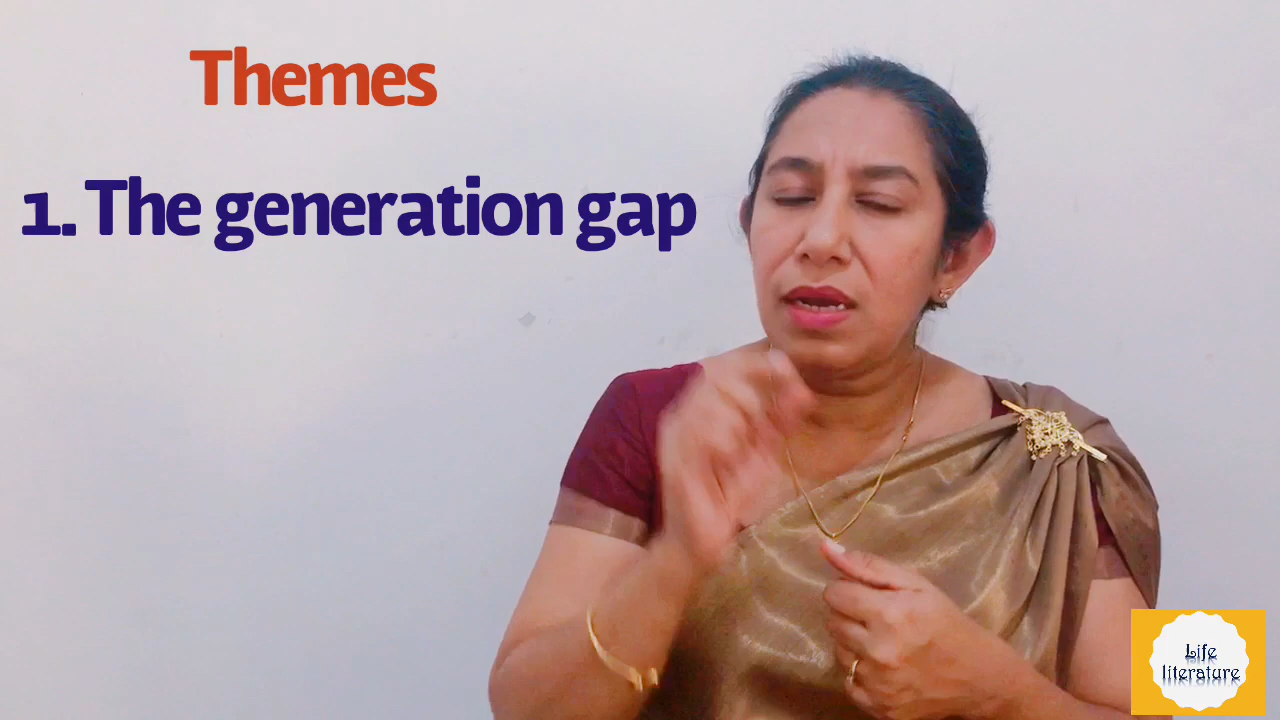 Themes
1. The generation gap
Life
literature